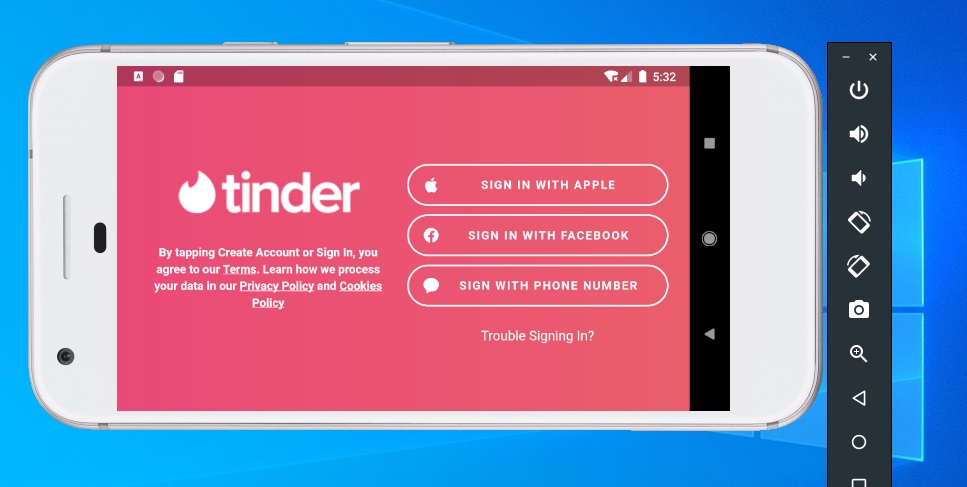 A
5:32
tinder
By tapping Create Account or Sign In, you
agree to our Terms. Learn how we process
your data in our Privacy Policy and Cookies
Policy
SIGN IN WITH APPLE
SIGN IN WITH FACEBOOK
SIGN WITH PHONE NUMBER
Trouble Signing In?